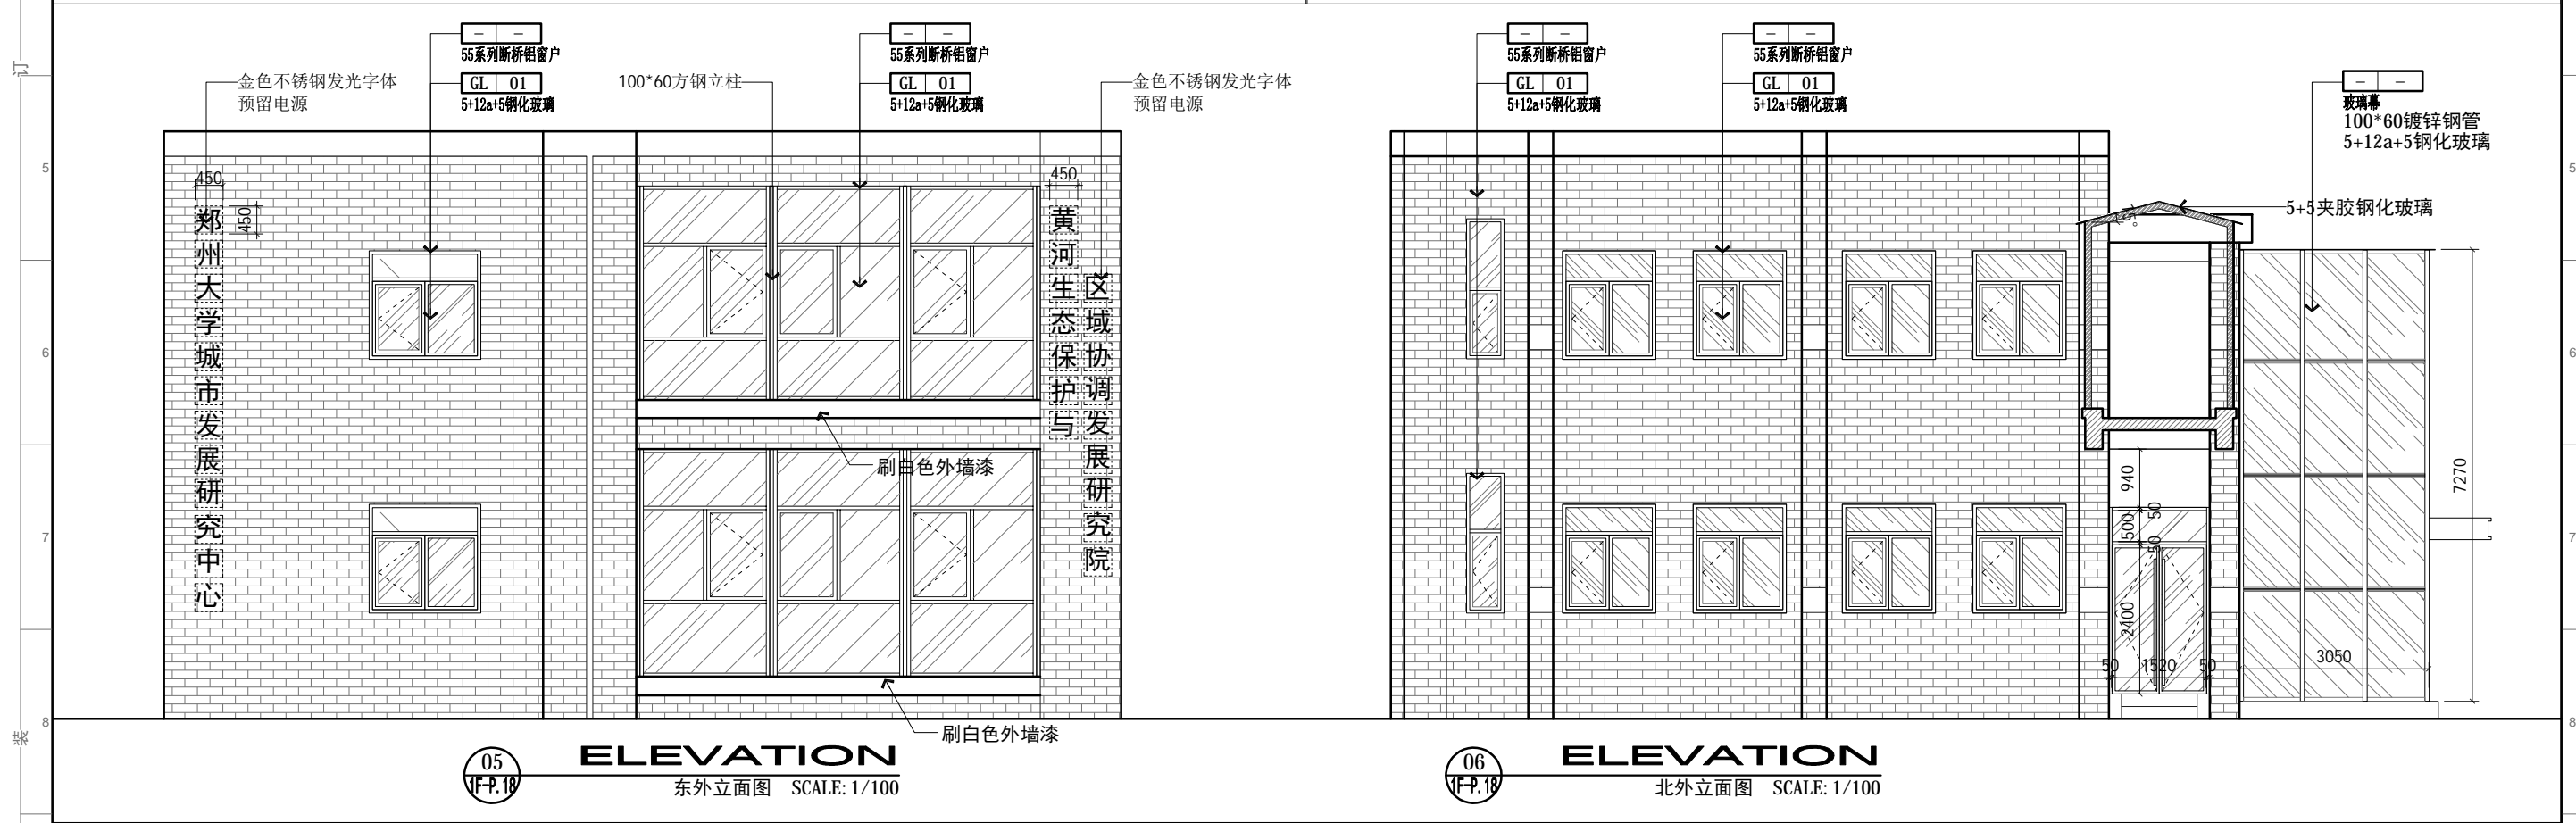 订
装
5
6
7
8
— —
55系列断桥铝窗户
GL 01
5+12a+5钢化玻璃
金色不锈钢发光字体
预留电源
100*60方钢立柱
— —
55系列断桥铝窗户
GL 01
5+12a+5钢化玻璃
金色不锈钢发光字体
预留电源
450
450
450
郑州大学城市发展研究中心
黄河生态保护与
区域协调发展研究院
刷白色外墙漆
刷白色外墙漆
05
1F-P.18
ELEVATION
东外立面图 SCALE: 1/100
— —
55系列断桥铝窗户
GL 01
5+12a+5钢化玻璃
— —
55系列断桥铝窗户
GL 01
5+12a+5钢化玻璃
— —
玻璃幕
100*60镀锌钢管
5+12a+5钢化玻璃
5+5夹胶钢化玻璃
940
500
50
50
2400
50
1520
50
3050
7270
06
1F-P.18
ELEVATION
北外立面图 SCALE: 1/100
5
6
7
8